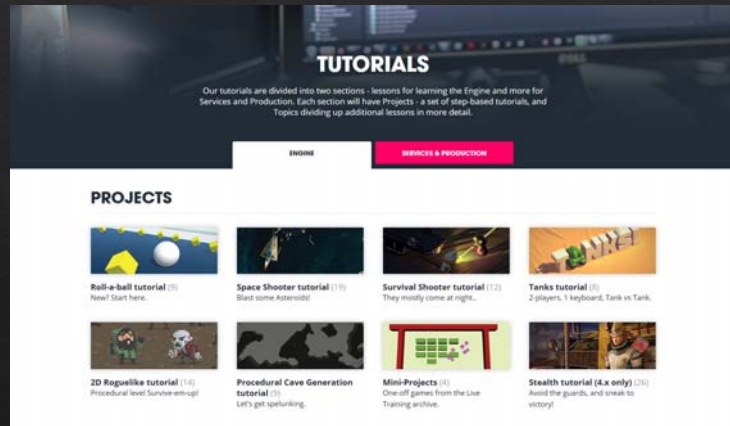 TUTORIALS
Our tutorials are divided into two sections - lessons for learning the Engine and more for
Services and Production. Each section will have Projects - a set of step-based tutorials, and
Topics dividing up additional lessons in more detail.
ENGINE
SERVICES & PRODUCTION
PROJECTS
Roll-a-ball tutorial (9)
New? Start here.
Space Shooter tutorial (19)
Blast some Asteroids!
Survival Shooter tutorial (12)
They mostly come at night..
TANKS!
Tanks tutorial (8)
2-players, 1 keyboard, Tank vs Tank.
2D Roguelike tutorial (14)
Procedural level Survive-em-up!
Procedural Cave Generation
tutorial (9)
Let's get spelunking.
Mini-Projects (4)
One-off games from the Live
Training archive.
Stealth tutorial (4.x only) (26)
Avoid the guards, and sneak to
victory!